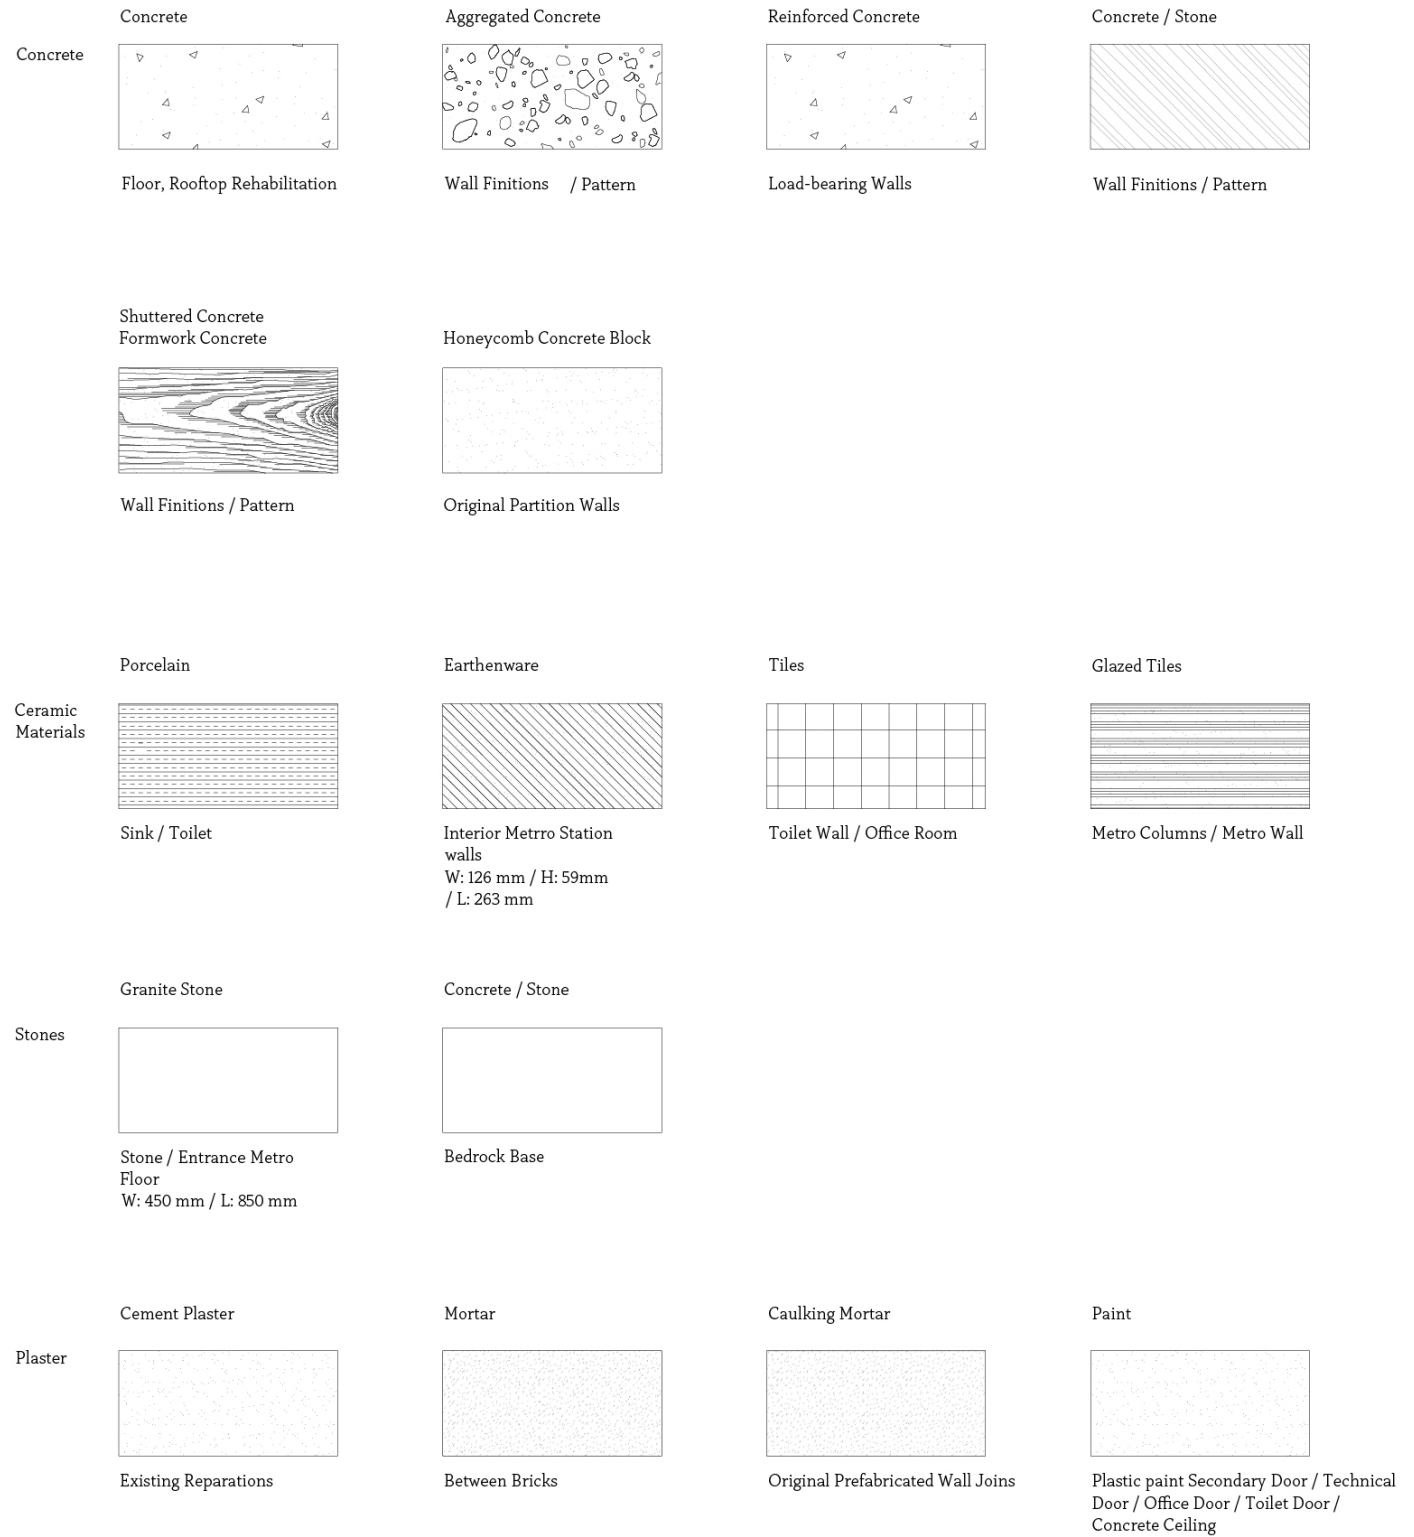 Concrete
Aggregated Concrete
Reinforced Concrete
Concrete / Stone
Concrete
Floor, Rooftop Rehabilitation
Wall Finitions / Pattern
Load-bearing Walls
Wall Finitions / Pattern
Shuttered Concrete
Formwork Concrete
Honeycomb Concrete Block
Wall Finitions / Pattern
Original Partition Walls
Porcelain
Earthenware
Tiles
Glazed Tiles
Ceramic
Materials
Sink / Toilet
Interior Metrro Station
walls
W: 126 mm / H: 59mm
/ L: 263 mm
Toilet Wall / Office Room
Metro Columns / Metro Wall
Granite Stone
Concrete / Stone
Stones
Stone / Entrance Metro
Floor
W: 450 mm / L: 850 mm
Bedrock Base
Cement Plaster
Mortar
Caulking Mortar
Paint
Plaster
Existing Reparations
Between Bricks
Original Prefabricated Wall Joins
Plastic paint Secondary Door / Technical
Door / Office Door / Toilet Door /
Concrete Ceiling